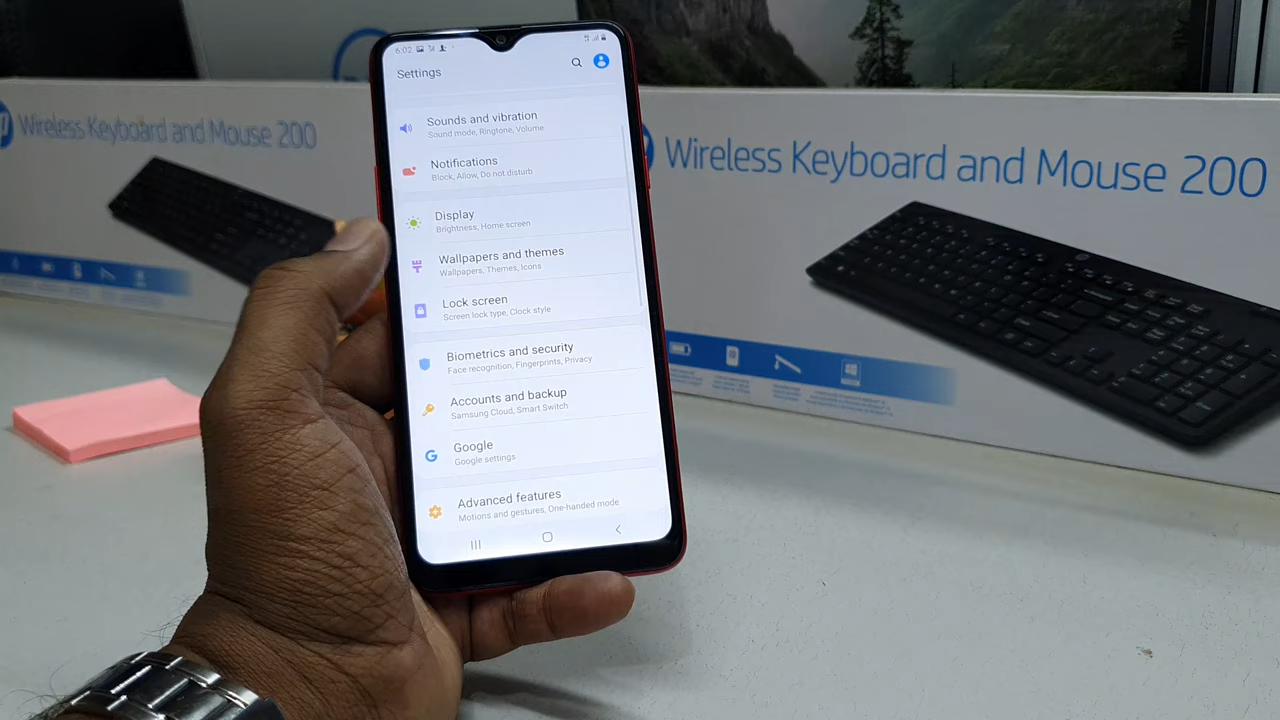 6:02
Settings
Sounds and vibration
Sound mode, Ringtone, Volume
Notifications
Block, Allow, Do not disturb
Display
Brightness, Home screen
Wallpapers and themes
Wallpapers, Themes, Icons
Lock screen
Screen lock type, Clock style
Biometrics and security
Face recognition, Fingerprints, Privacy
Accounts and backup
Samsung Cloud, Smart Switch
Google
Google settings
Advanced features
Motions and gestures, One-handed mode
Wireless Keyboard and Mouse 200
Wireless Keyboard and Mouse 200